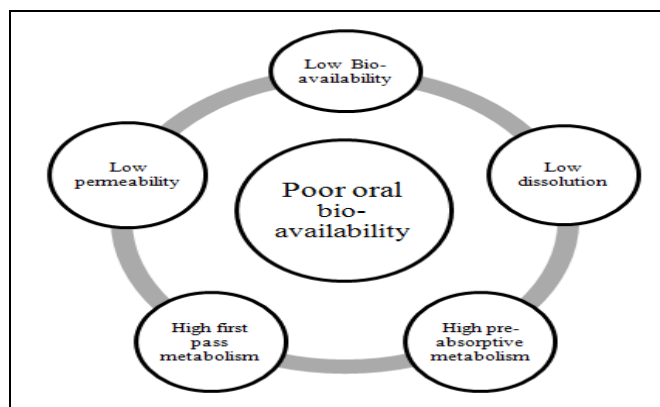 Low Bio-
availability
Low
permeability
Low
dissolution
Poor oral
bio-
availability
High first
pass
metabolism
High pre-
absorptive
metabolism